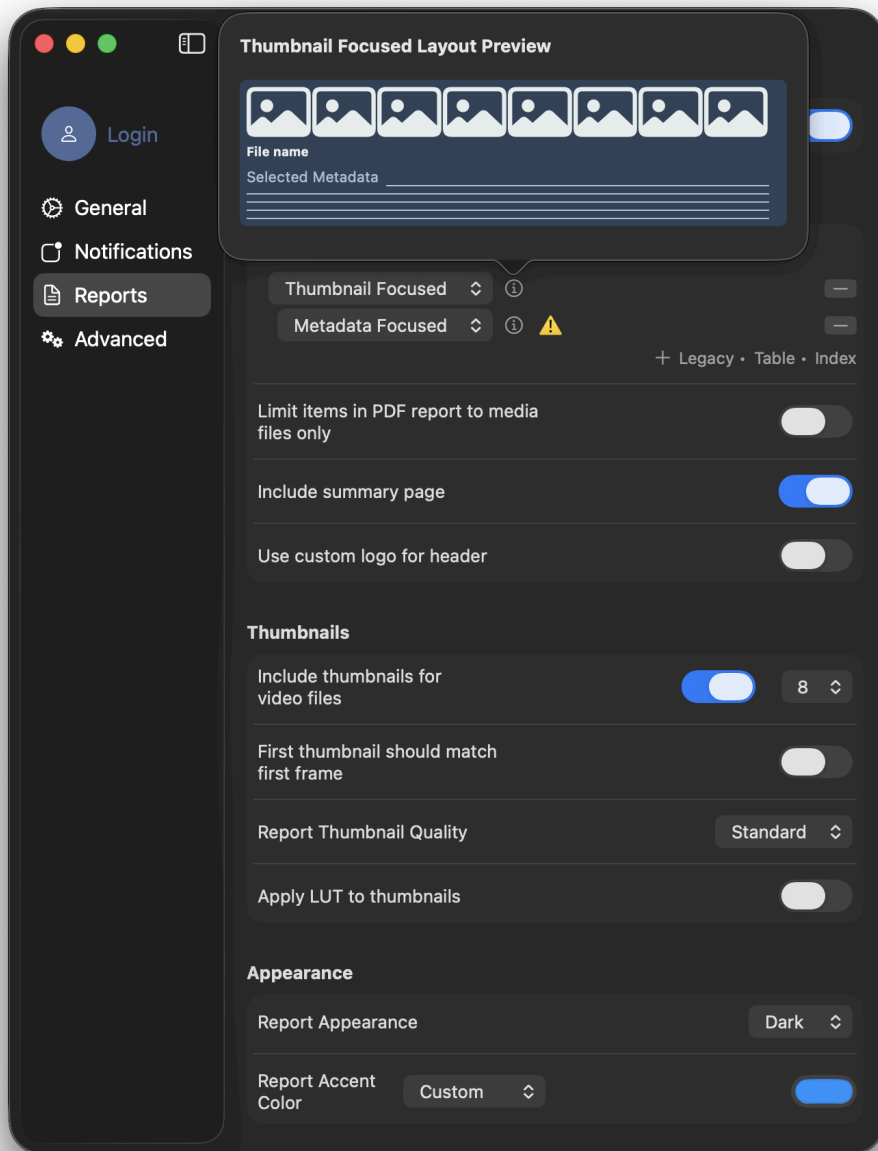 Thumbnail Focused Layout Preview
File name
Selected Metadata
Login
General
Notifications
Reports
Advanced
Thumbnail Focused
Metadata Focused
+ Legacy • Table • Index
Limit items in PDF report to media
files only
Include summary page
Use custom logo for header
Thumbnails
Include thumbnails for
video files
8
First thumbnail should match
first frame
Report Thumbnail Quality
Standard
Apply LUT to thumbnails
Appearance
Report Appearance
Dark
Report Accent
Color
Custom